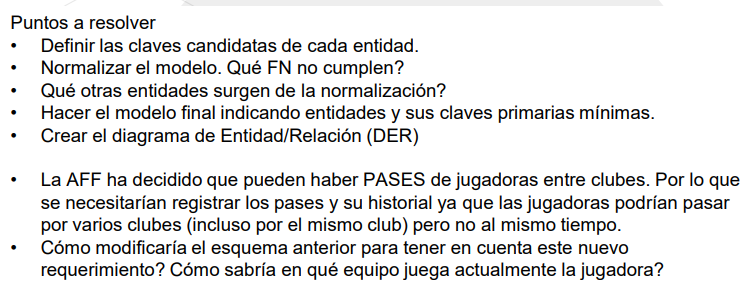 Puntos a resolver
• Definir las claves candidatas de cada entidad.
• Normalizar el modelo. Qué FN no cumplen?
• Qué otras entidades surgen de la normalización?
• Hacer el modelo final indicando entidades y sus claves primarias mínimas.
• Crear el diagrama de Entidad/Relación (DER)
• La AFF ha decidido que pueden haber PASES de jugadoras entre clubes. Por lo que
se necesitarían registrar los pases y su historial ya que las jugadoras podrían pasar
por varios clubes (incluso por el mismo club) pero no al mismo tiempo.
• Cómo modificaría el esquema anterior para tener en cuenta este nuevo
requerimiento? Cómo sabría en qué equipo juega actualmente la jugadora?